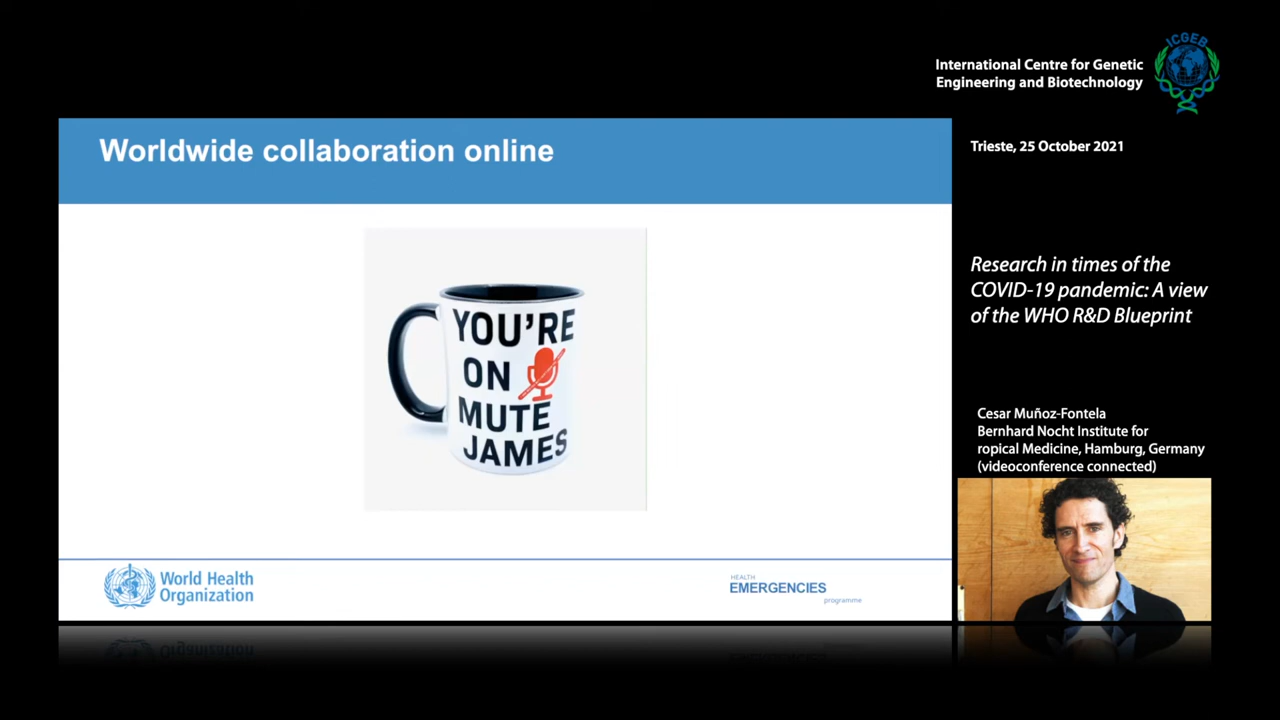 International Centre for Genetic
Engineering and Biotechnology
ICGEB
Trieste, 25 October 2021
Worldwide collaboration online
YOU'RE
ON
MUTE
JAMES
Research in times of the
COVID-19 pandemic: A view
of the WHO R&D Blueprint
Cesar Muñoz-Fontela
Bernhard Nocht Institute for
ropical Medicine, Hamburg, Germany
(videoconference connected)
World Health
Organization
HEALTH
EMERGENCIES
programme